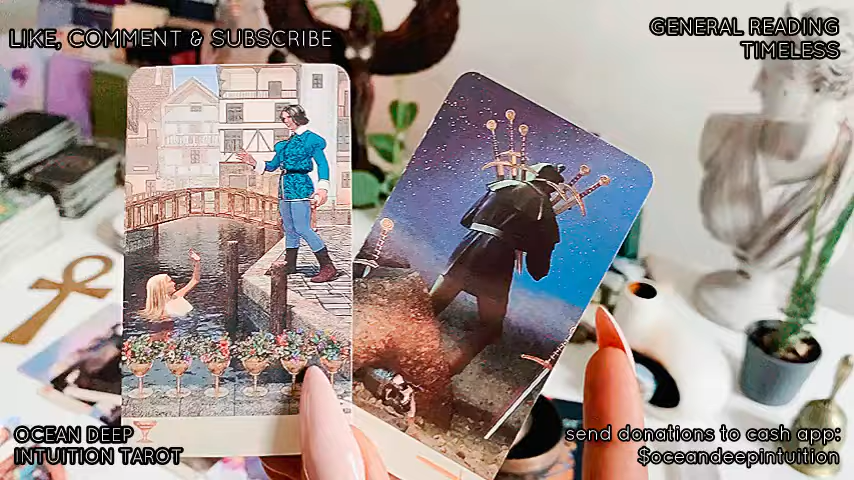 LIKE, COMMENT & SUBSCRIBE
GENERAL READING
TIMELESS
OCEAN DEEP
INTUITION TAROT
send donations to cash app:
$oceandeepintuition